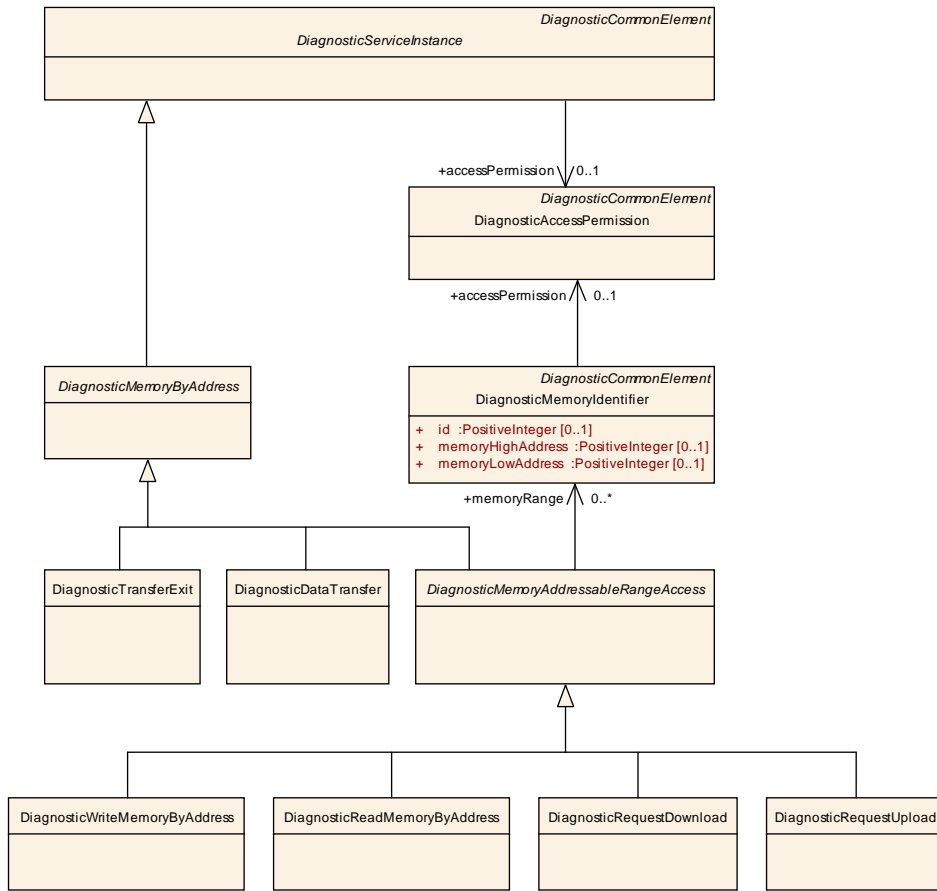 DiagnosticCommonElement
DiagnosticServiceInstance
+accessPermission 0..1
DiagnosticCommonElement
DiagnosticAccessPermission
+accessPermission 0..1
DiagnosticMemoryByAddress
DiagnosticCommonElement
DiagnosticMemoryIdentifier
+ id :PositiveInteger [0..1]
+ memoryHighAddress :PositiveInteger [0..1]
+ memoryLowAddress :PositiveInteger [0..1]
+memoryRange 0..*
DiagnosticTransferExit
DiagnosticDataTransfer
DiagnosticMemoryAddressableRangeAccess
DiagnosticWriteMemoryByAddress
DiagnosticReadMemoryByAddress
DiagnosticRequestDownload
DiagnosticRequestUpload